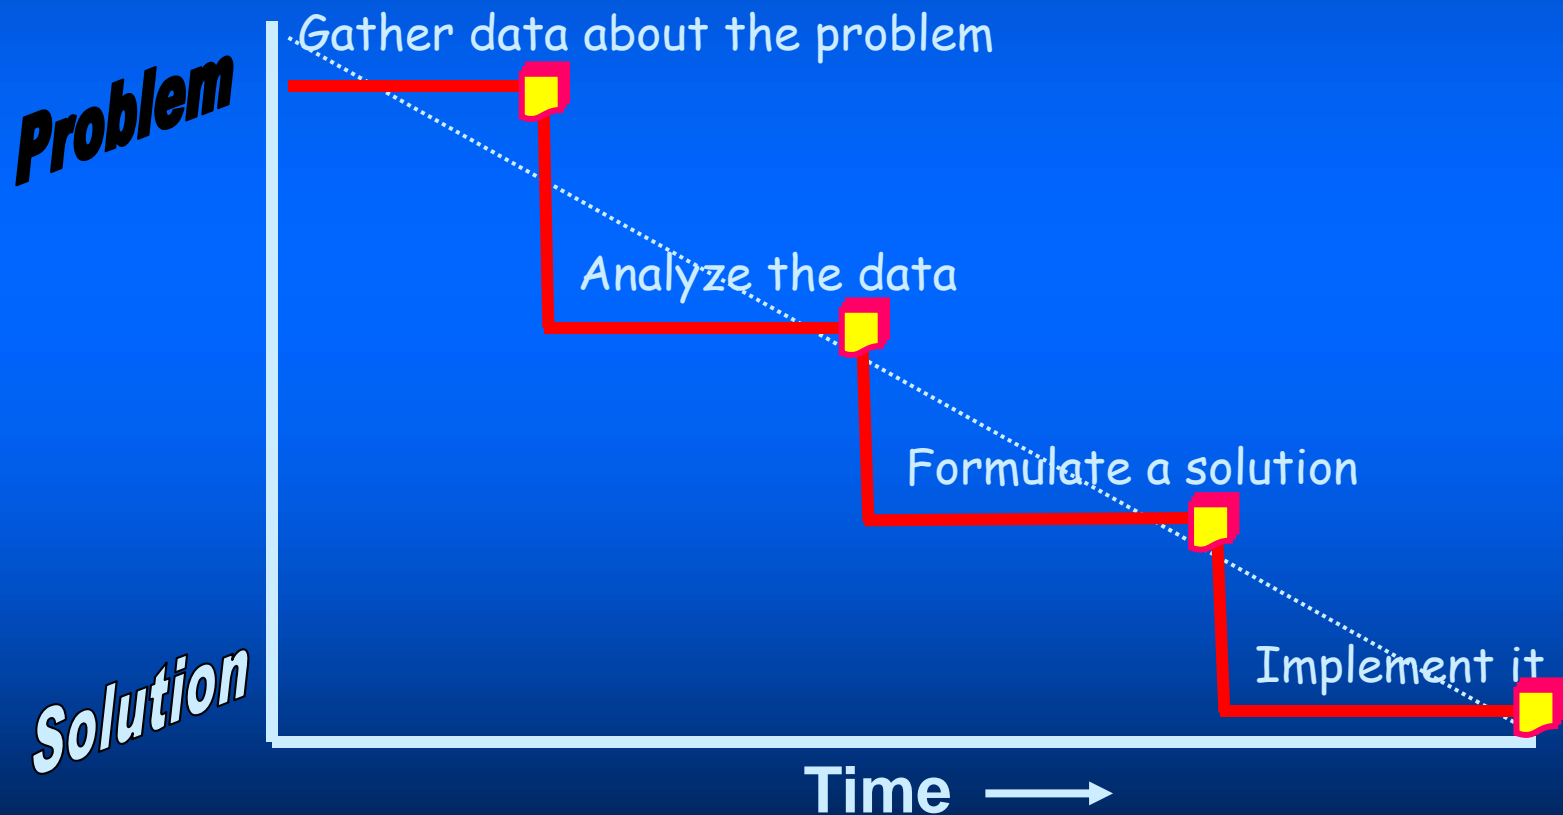 Gather data about the problem
Problem
Analyze the data
Formulate a solution
Implement it
Solution
Time